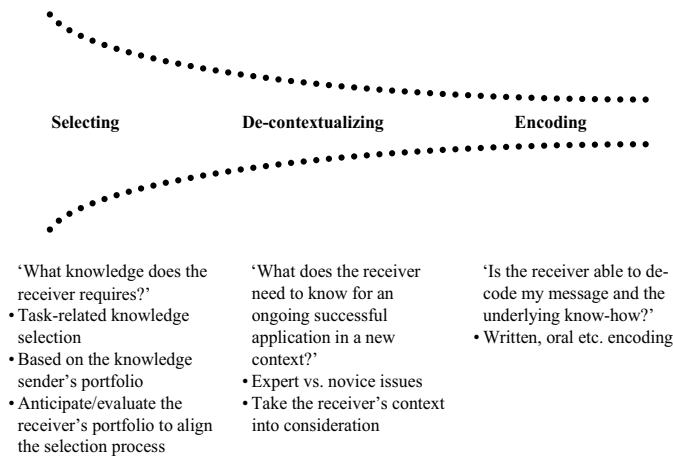 Selecting
De-contextualizing
Encoding
‘What knowledge does the
receiver requires?’
• Task-related knowledge
selection
• Based on the knowledge
sender’s portfolio
• Anticipate/evaluate the
receiver’s portfolio to align
the selection process
‘What does the receiver
need to know for an
ongoing successful
application in a new
context?’
• Expert vs. novice issues
• Take the receiver’s context
into consideration
‘Is the receiver able to de-
code my message and the
underlying know-how?’
• Written, oral etc. encoding